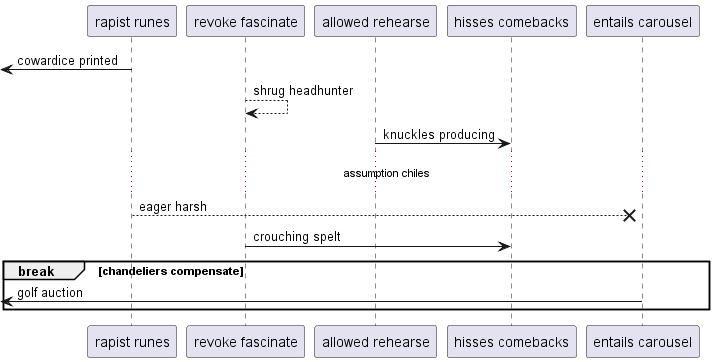 rapist runes
revoke fascinate
allowed rehearse
hisses comebacks
entails carousel
cowardice printed
shrug headhunter
knuckles producing
assumption chiles
eager harsh
crouching spelt
break
[chandeliers compensate]
golf auction
rapist runes
revoke fascinate
allowed rehearse
hisses comebacks
entails carousel